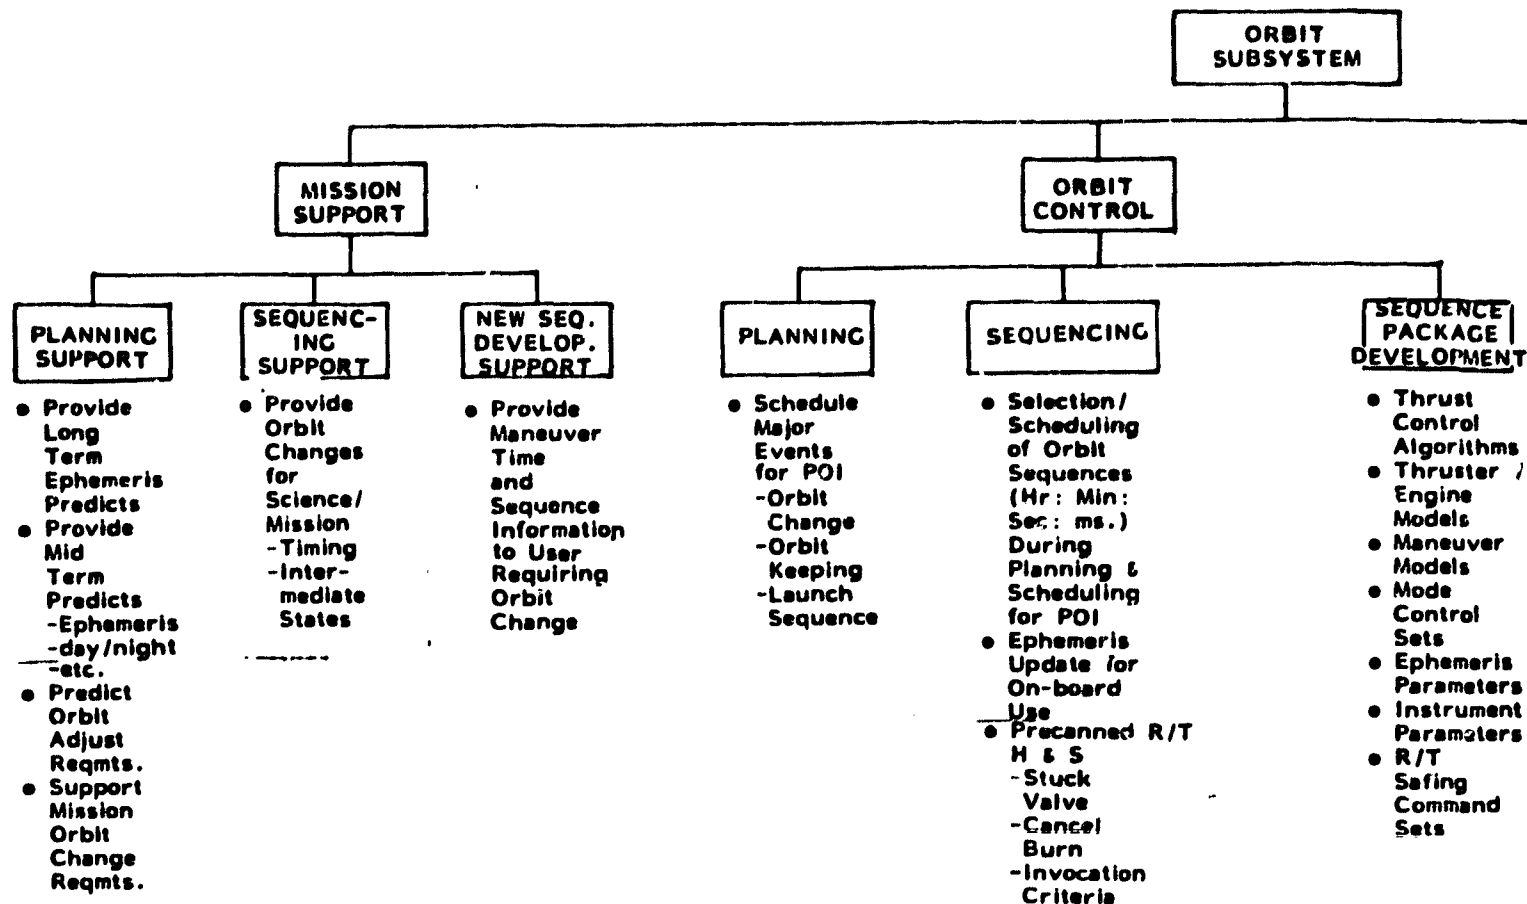 ORBIT
SUBSYSTEM
MISSION
SUPPORT
ORBIT
CONTROL
PLANNING
SUPPORT
● Provide
Long
Term
Ephemeris
Predicts
● Provide
Mid
Term
Predicts
-Ephemeris
-day/night
-etc.
● Predict
Orbit
Adjust
Reqmts.
● Support
Mission
Orbit
Change
Reqmts.
SEQUENC-
ING
SUPPORT
● Provide
Orbit
Changes
for
Science/
Mission
-Timing
-Inter-
mediate
States
NEW SEQ.
DEVELOP.
SUPPORT
● Provide
Maneuver
Time
and
Sequence
Information
to User
Requiring
Orbit
Change
PLANNING
● Schedule
Major
Events
for POI
-Orbit
Change
-Orbit
Keeping
-Launch
Sequence
SEQUENCING
● Selection/
Scheduling
of Orbit
Sequences
(Hr: Min:
Sec: ms.)
During
Planning &
Scheduling
for POI
● Ephemeris
Update for
On-board
Use
● Precanned R/T
H & S
-Stuck
Valve
-Cancel
Burn
-Invocation
Criteria
SEQUENCE
PACKAGE
DEVELOPMENT
● Thrust
Control
Algorithms
● Thruster /
Engine
Models
● Maneuver
Models
● Mode
Control
Sets
● Ephemeris
Parameters
● Instrument
Parameters
● R/T
Safing
Command
Sets